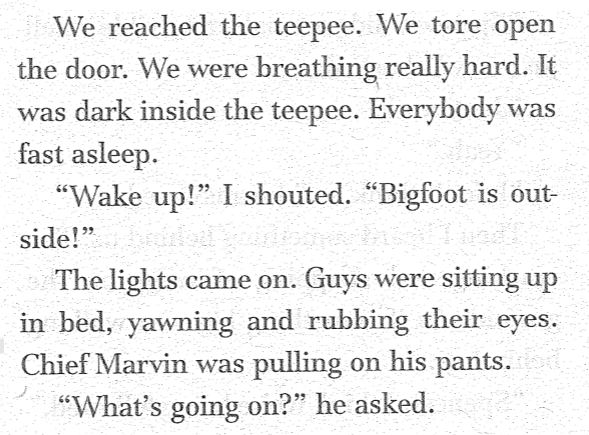 We reached the teepee. We tore open
the door. We were breathing really hard. It
was dark inside the teepee. Everybody was
fast asleep.
“Wake up!” I shouted. “Bigfoot is out-
side!”
The lights came on. Guys were sitting up
in bed, yawning and rubbing their eyes.
Chief Marvin was pulling on his pants.
“What’s going on?” he asked.